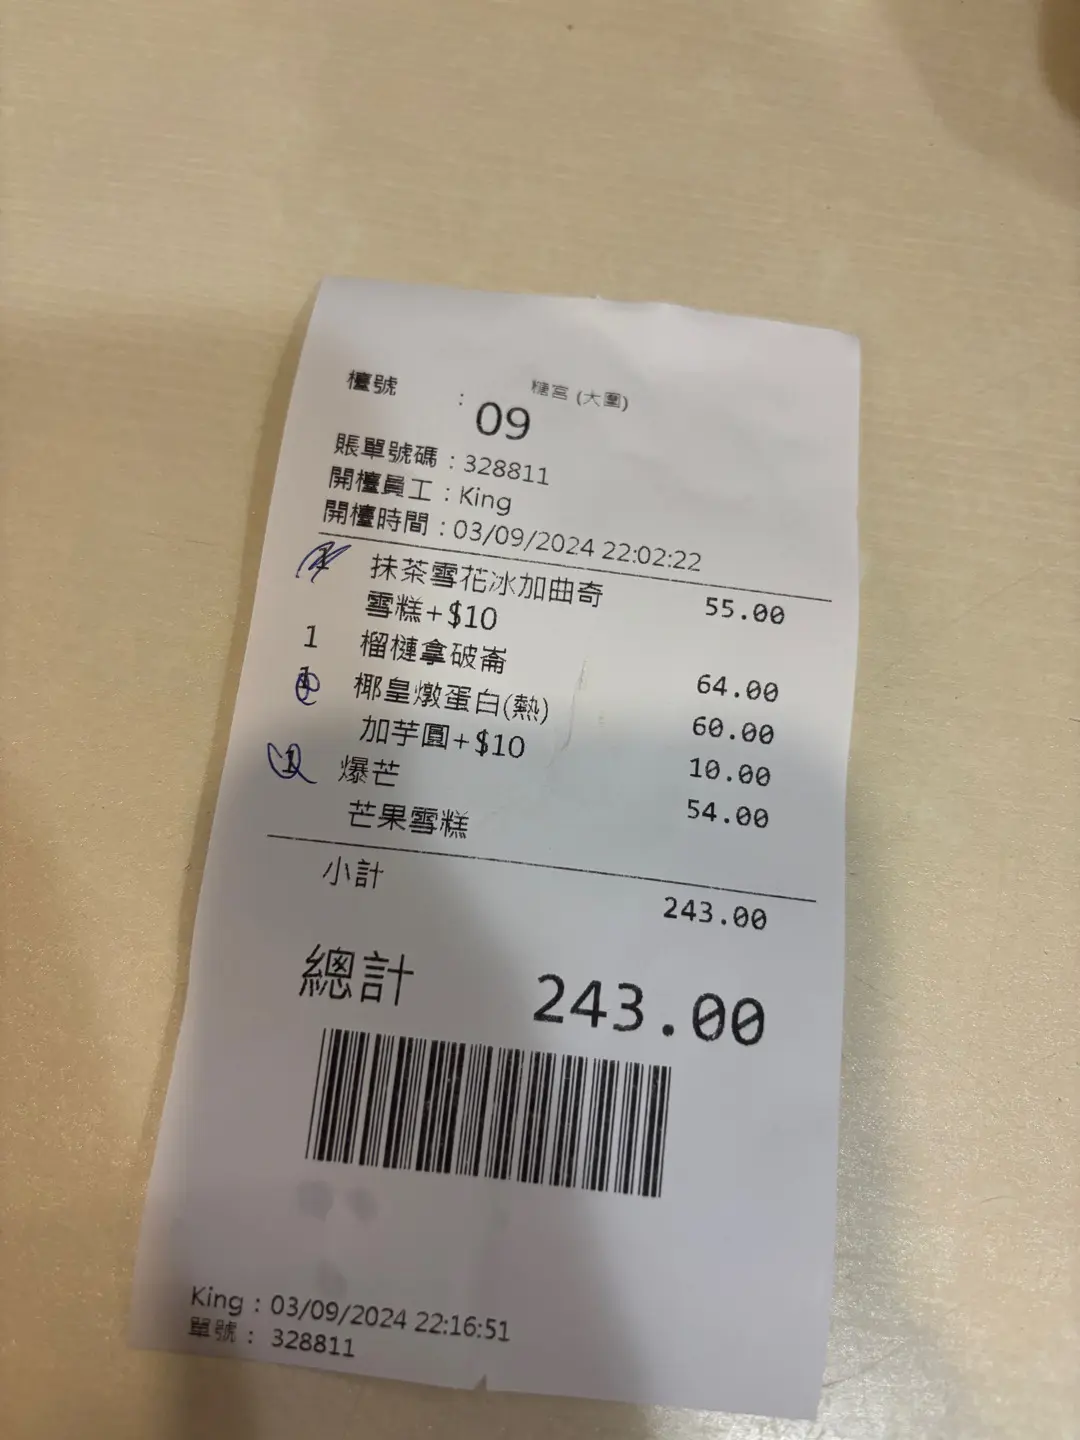 糖宮 (大圍)
檯號 : 09
賬單號碼 : 328811
開檯員工 : King
開檯時間 : 03/09/2024 22:02:22
1 抹茶雪花冰加曲奇 55.00
雪糕+$10
1 榴槤拿破崙 64.00
1 椰皇燉蛋白(熱) 60.00
加芋圓+$10 10.00
1 爆芒 54.00
芒果雪糕
小計 243.00
總計 243.00
King : 03/09/2024 22:16:51
單號 : 328811